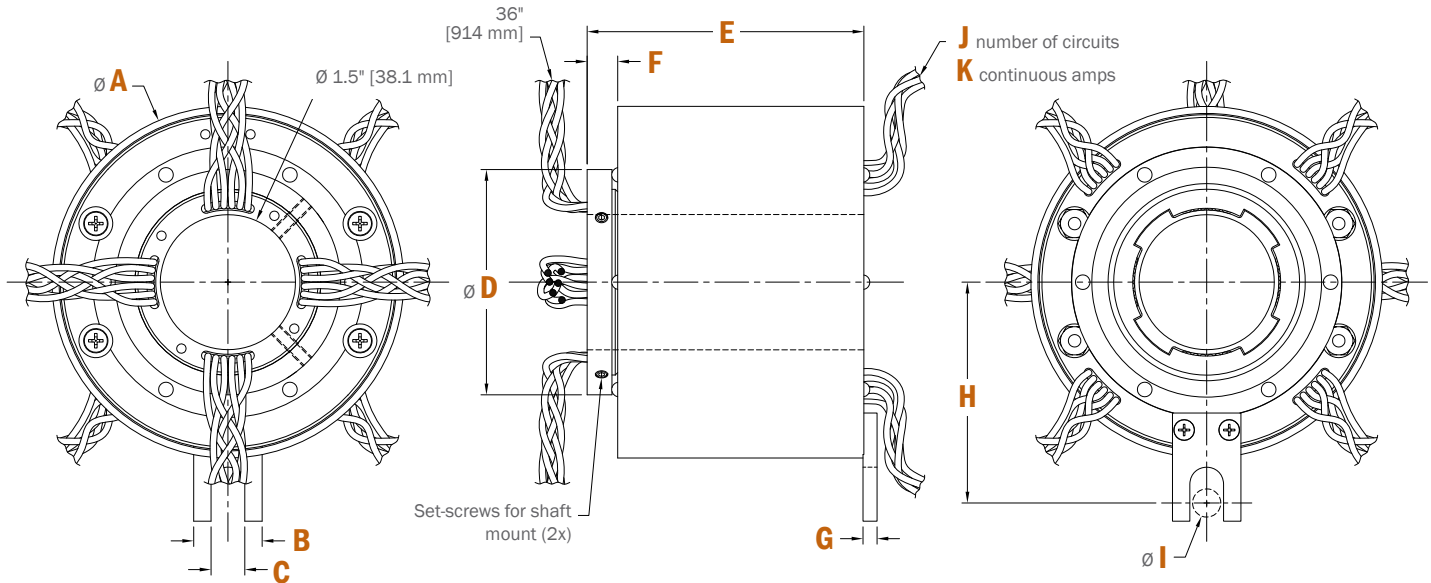 ø A
Ø 1.5" [38.1 mm]
36"
[914 mm]
E
F
J number of circuits
K continuous amps
ø D
H
Set-screws for shaft
mount (2x)
G
B
C
ø I